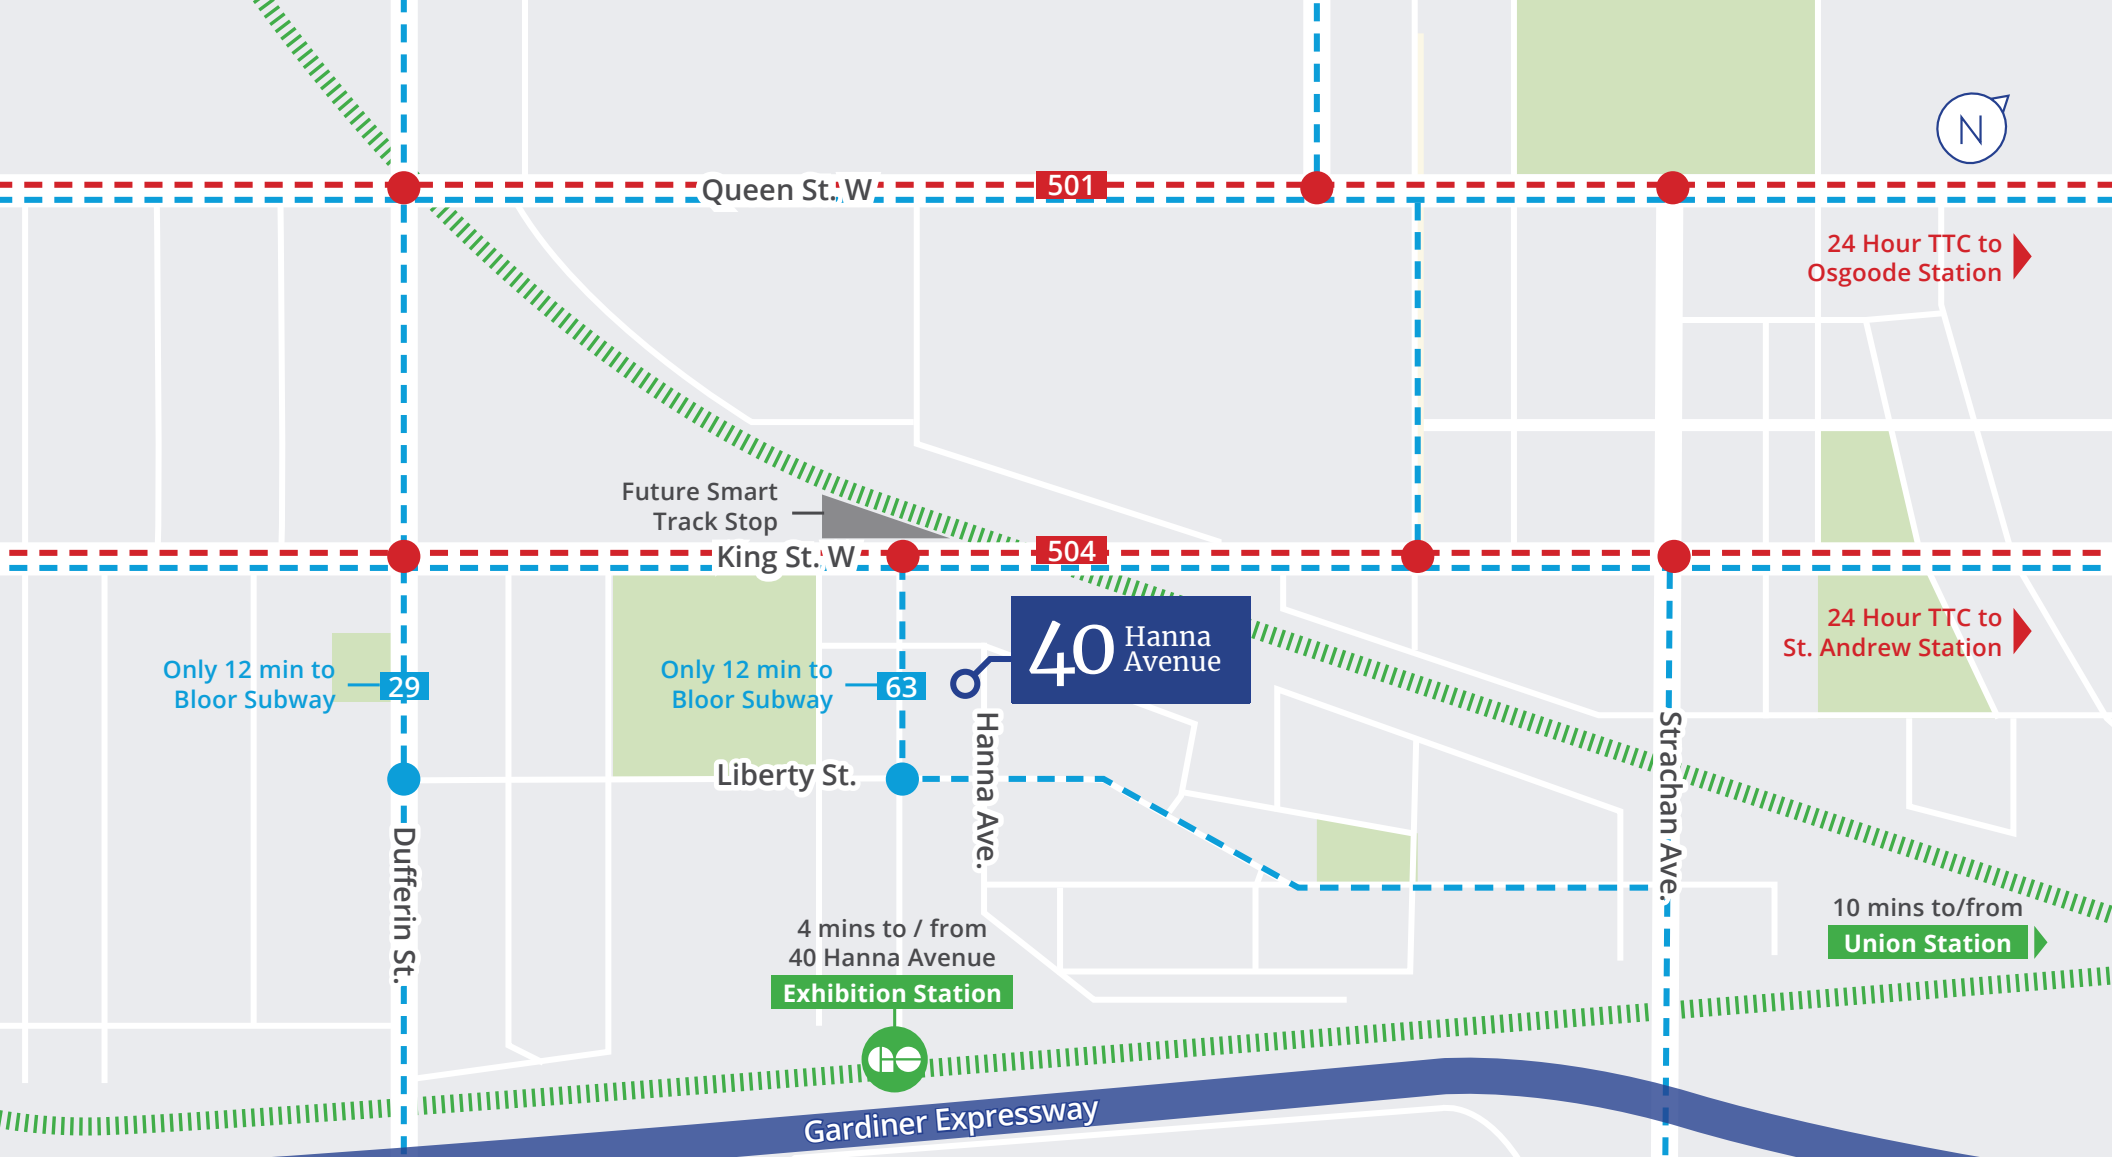 N
Queen St. W
501
24 Hour TTC to
Osgoode Station
Future Smart
Track Stop
King St. W
504
24 Hour TTC to
St. Andrew Station
40 Hanna
Avenue
Only 12 min to
Bloor Subway
29
Only 12 min to
Bloor Subway
63
Hanna Ave.
Strachan Ave.
Liberty St.
Dufferin St.
10 mins to/from
Union Station
4 mins to / from
40 Hanna Avenue
Exhibition Station
GO
Gardiner Expressway